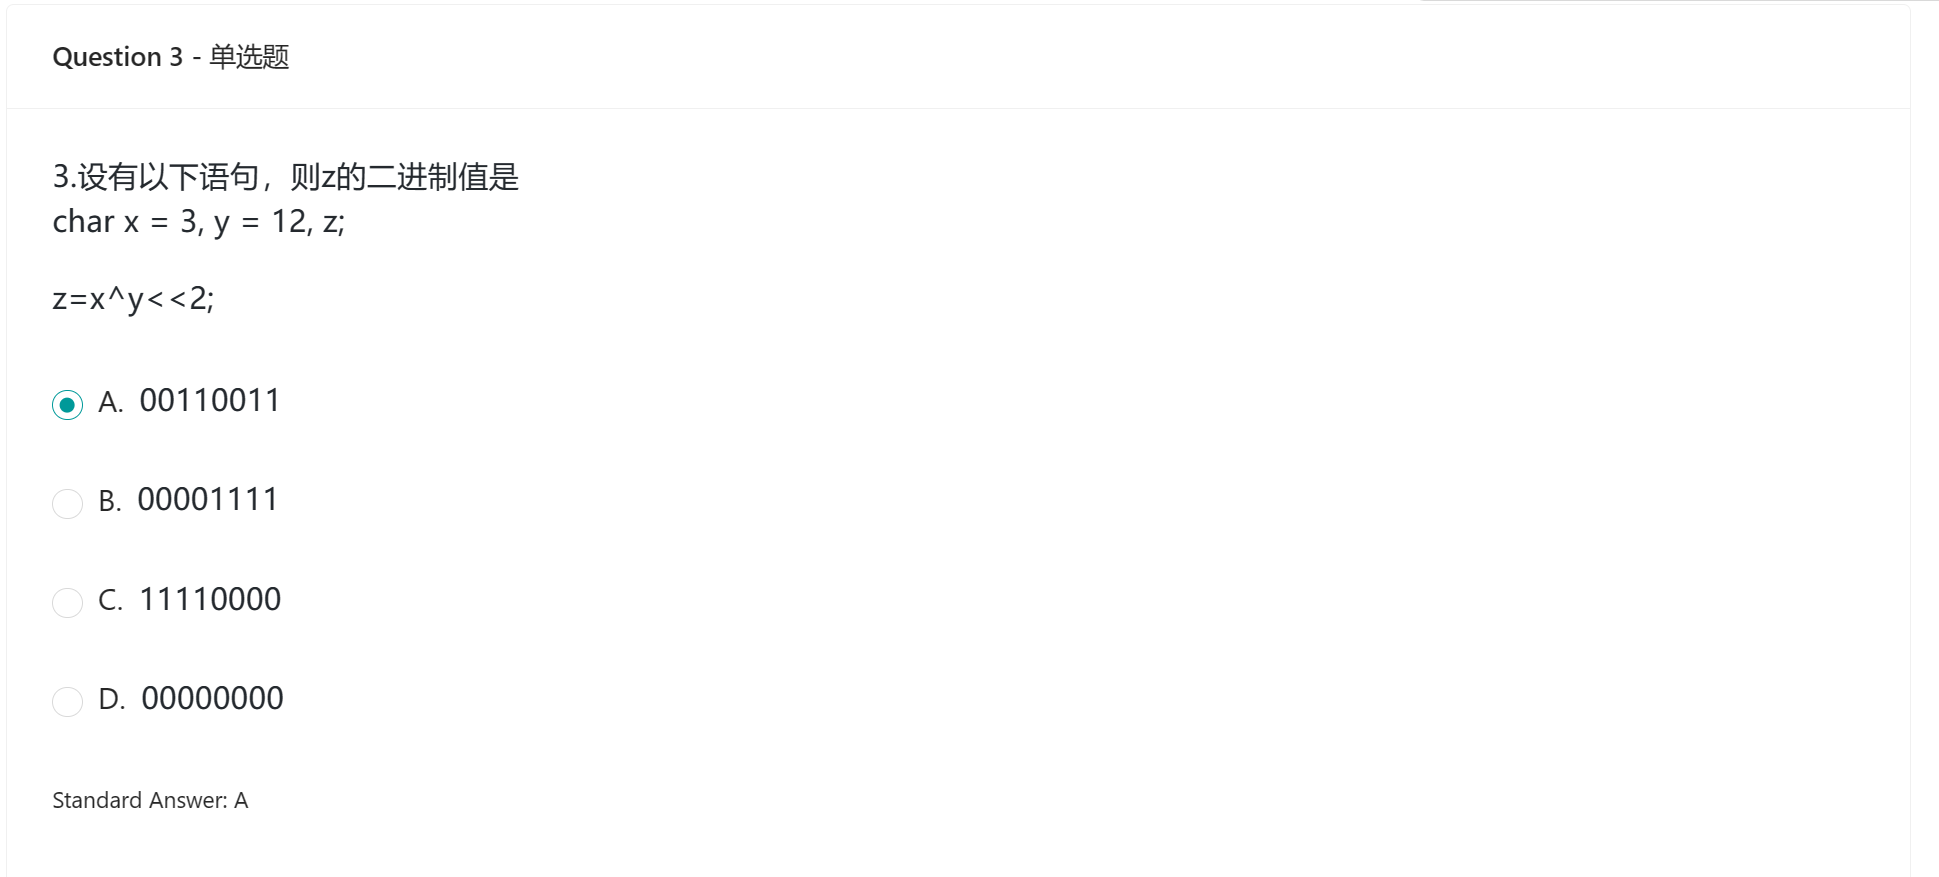 Question 3 - 单选题
3.设有以下语句，则z的二进制值是
char x = 3, y = 12, z;
z=x^y<<2;
A. 00110011
B. 00001111
C. 11110000
D. 00000000
Standard Answer: A